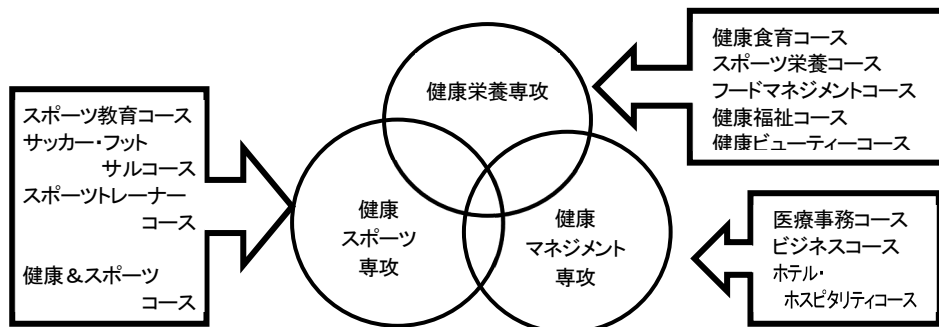 健康栄養専攻
健康食育コース
スポーツ栄養コース
フードマネジメントコース
健康福祉コース
健康ビューティーコース
スポーツ教育コース
サッカー・フット
サルコース
スポーツトレーナー
コース
健康＆スポーツ
コース
健康
スポーツ
専攻
健康
マネジメント
専攻
医療事務コース
ビジネスコース
ホテル・
ホスピタリティコース